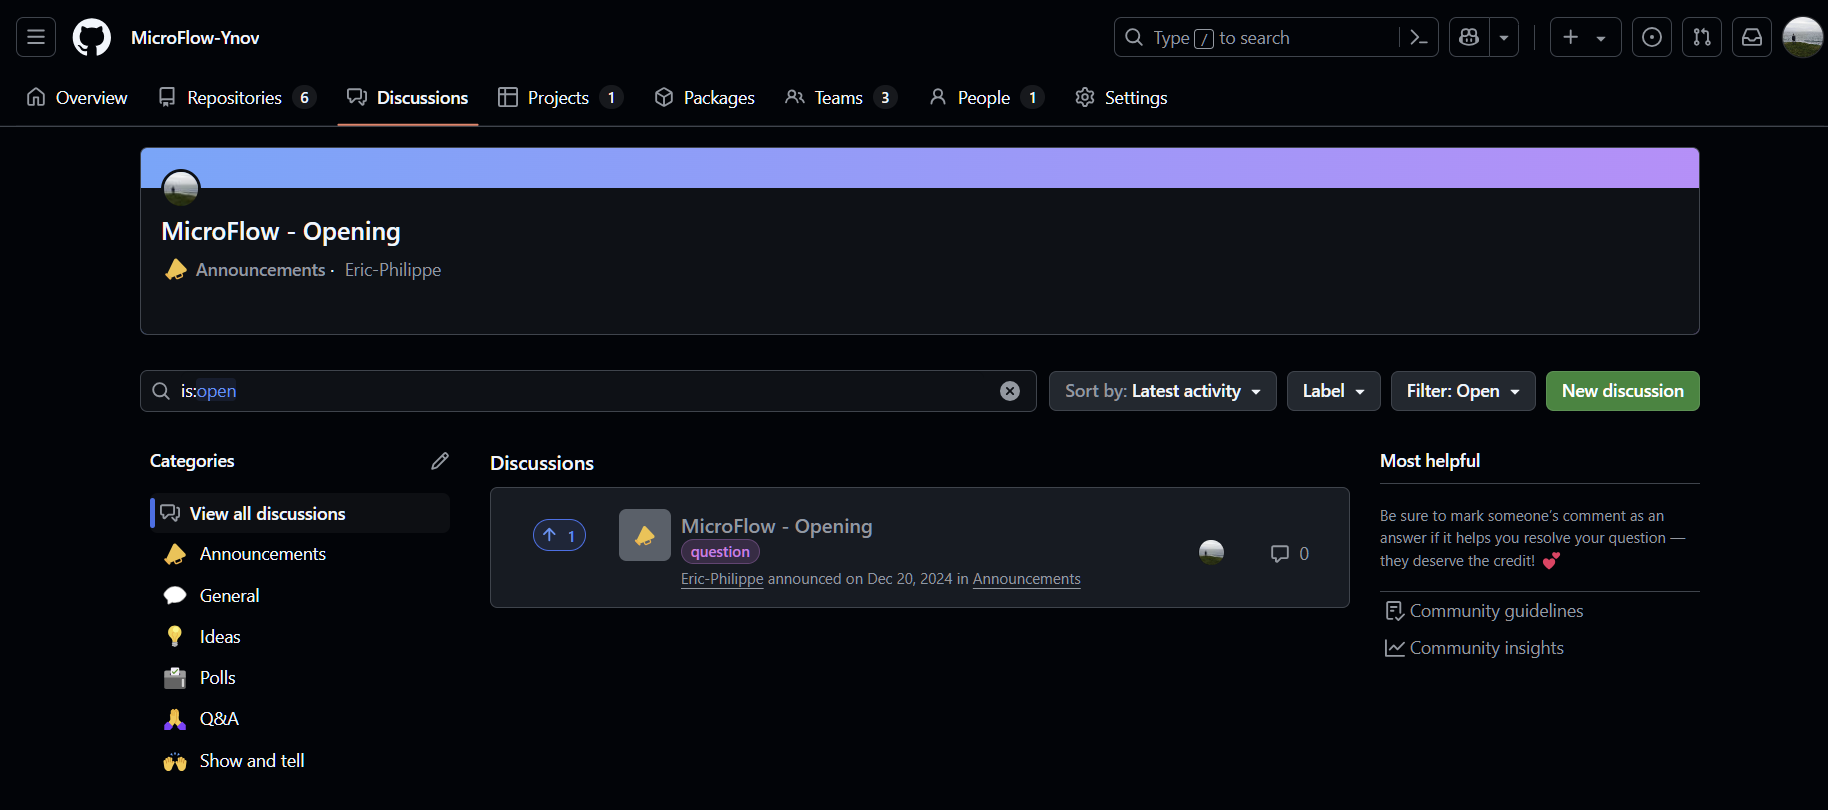 MicroFlow-Ynov
Type / to search
Overview
Repositories 6
Discussions
Projects 1
Packages
Teams 3
People 1
Settings
MicroFlow - Opening
Announcements · Eric-Philippe
is:open
Sort by: Latest activity
Label
Filter: Open
New discussion
Categories
View all discussions
Announcements
General
Ideas
Polls
Q&A
Show and tell
Discussions
1
MicroFlow - Opening
question
Eric-Philippe announced on Dec 20, 2024 in Announcements
0
Most helpful
Be sure to mark someone’s comment as an
answer if it helps you resolve your question —
they deserve the credit! 💕
Community guidelines
Community insights